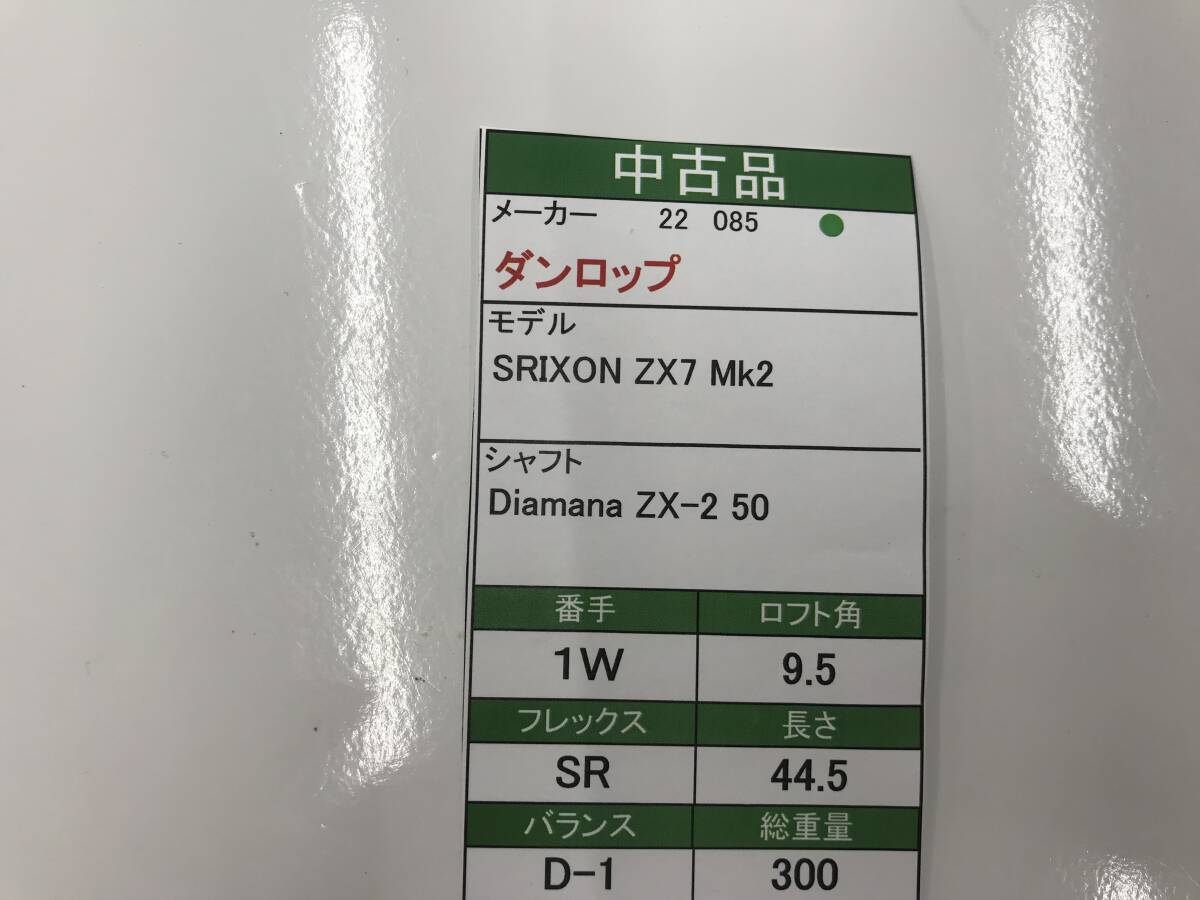 中古品
メーカー 22 085
ダンロップ
モデル
SRIXON ZX7 Mk2
シャフト
Diamana ZX-2 50
番手 ロフト角
1W 9.5
フレックス 長さ
SR 44.5
バランス 総重量
D-1 300